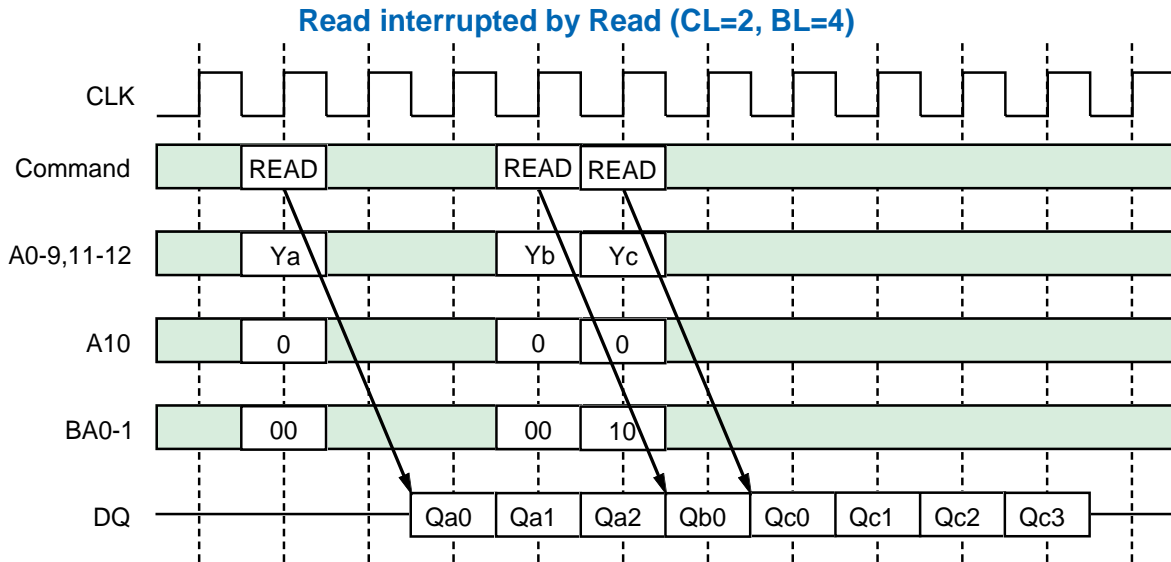 Read interrupted by Read (CL=2, BL=4)
CLK
Command READ READ READ
A0-9,11-12 Ya Yb Yc
A10 0 0 0
BA0-1 00 00 10
DQ Qa0 Qa1 Qa2 Qb0 Qc0 Qc1 Qc2 Qc3